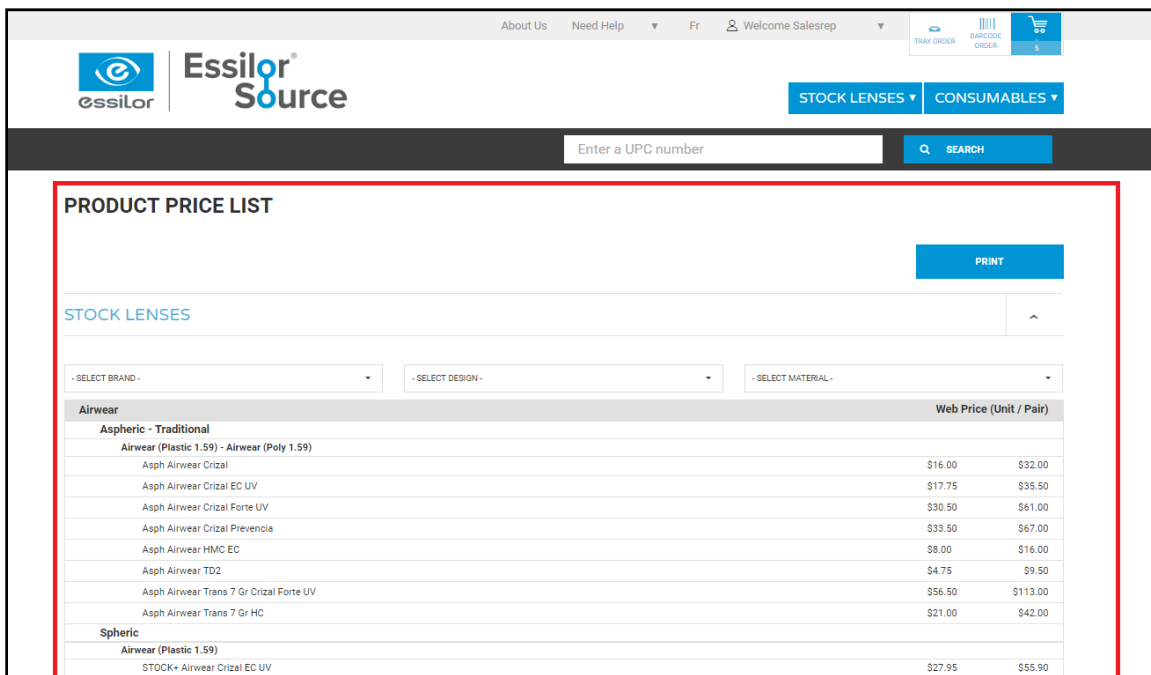 About Us Need Help ▼ Fr Welcome Salesrep ▼
TRAY ORDER
BARCODE
ORDER
5
essilor
Essilor®
Source
STOCK LENSES ▼ CONSUMABLES ▼
Enter a UPC number SEARCH
PRODUCT PRICE LIST
PRINT
STOCK LENSES
- SELECT BRAND - - SELECT DESIGN - - SELECT MATERIAL -
Airwear Web Price (Unit / Pair)
Aspheric - Traditional
Airwear (Plastic 1.59) - Airwear (Poly 1.59)
Asph Airwear Crizal $16.00 $32.00
Asph Airwear Crizal EC UV $17.75 $35.50
Asph Airwear Crizal Forte UV $30.50 $61.00
Asph Airwear Crizal Prevencia $33.50 $67.00
Asph Airwear HMC EC $8.00 $16.00
Asph Airwear TD2 $4.75 $9.50
Asph Airwear Trans 7 Gr Crizal Forte UV $56.50 $113.00
Asph Airwear Trans 7 Gr HC $21.00 $42.00
Spheric
Airwear (Plastic 1.59)
STOCK+ Airwear Crizal EC UV $27.95 $55.90